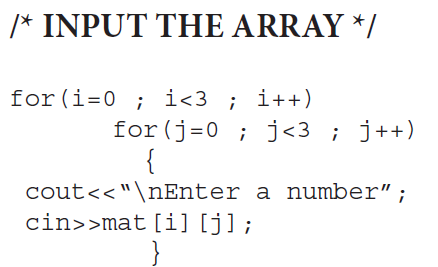 /* INPUT THE ARRAY */
for(i=0 ; i<3 ; i++)
for(j=0 ; j<3 ; j++)
{
cout<<“\nEnter a number”;
cin>>mat[i][j];
}